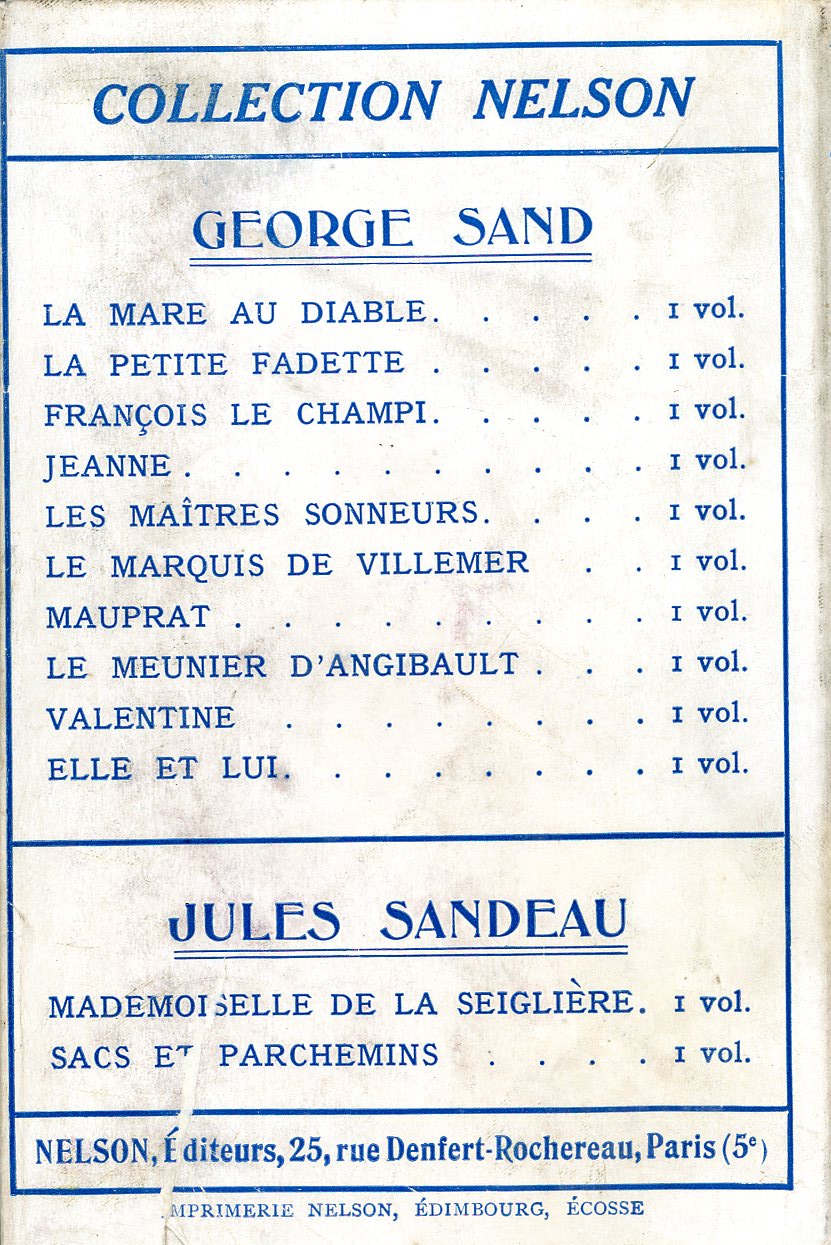 COLLECTION NELSON
GEORGE SAND
LA MARE AU DIABLE. . . . . . I vol.
LA PETITE FADETTE . . . . . I vol.
FRANÇOIS LE CHAMPI. . . . . I vol.
JEANNE . . . . . . . . . . I vol.
LES MAÎTRES SONNEURS. . . . I vol.
LE MARQUIS DE VILLEMER . . I vol.
MAUPRAT . . . . . . . . . I vol.
LE MEUNIER D'ANGIBAULT . . . I vol.
VALENTINE . . . . . . . . I vol.
ELLE ET LUI. . . . . . . . I vol.
JULES SANDEAU
MADEMOISELLE DE LA SEIGLIÈRE. I vol.
SACS ET PARCHEMINS . . . . I vol.
NELSON, Éditeurs, 25, rue Denfert-Rochereau, Paris (5e)
MPRIMERIE NELSON, ÉDIMBOURG, ÉCOSSE